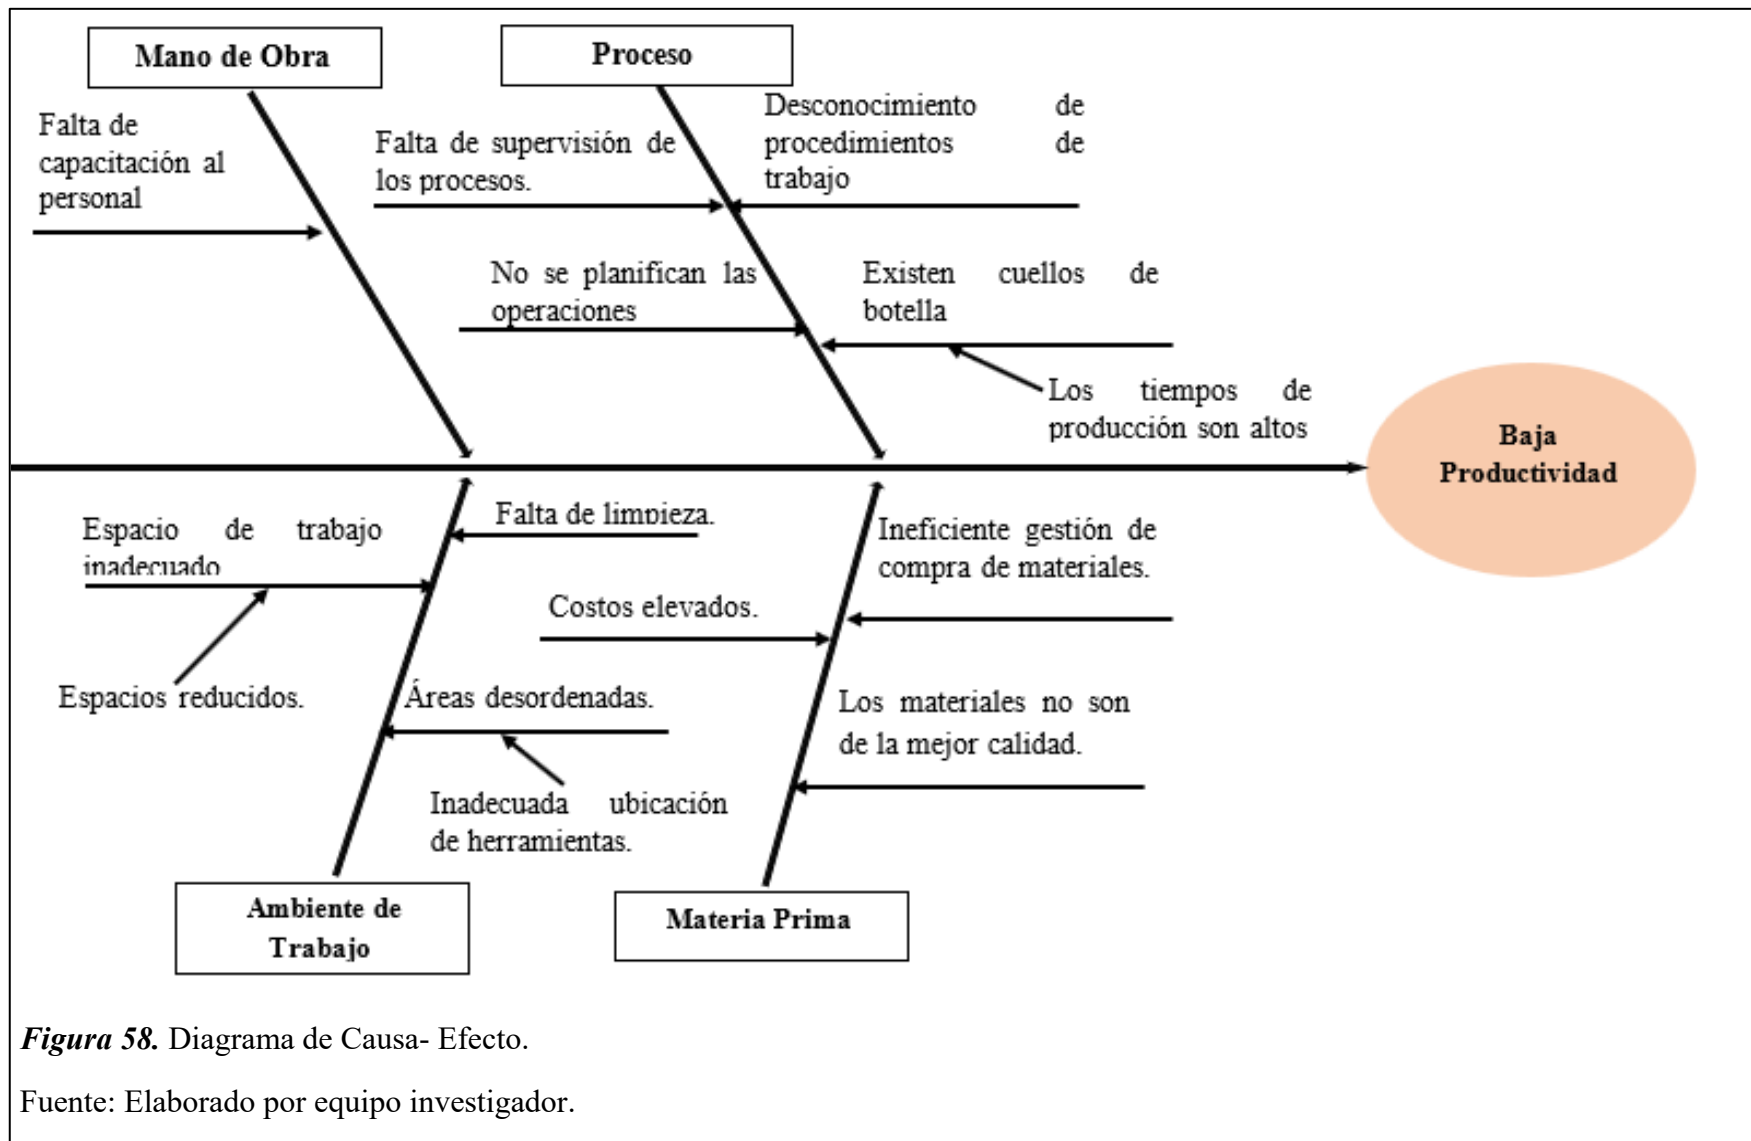 Mano de Obra
Proceso
Falta de
capacitación al
personal
Falta de supervisión de
los procesos.
Desconocimiento de
procedimientos de
trabajo
No se planifican las
operaciones
Existen cuellos de
botella
Los tiempos de
producción son altos
Baja
Productividad
Espacio de trabajo
inadecuado
Falta de limpieza.
Ineficiente gestión de
compra de materiales.
Costos elevados.
Espacios reducidos.
Áreas desordenadas.
Los materiales no son
de la mejor calidad.
Inadecuada ubicación
de herramientas.
Ambiente de
Trabajo
Materia Prima
Figura 58. Diagrama de Causa- Efecto.
Fuente: Elaborado por equipo investigador.